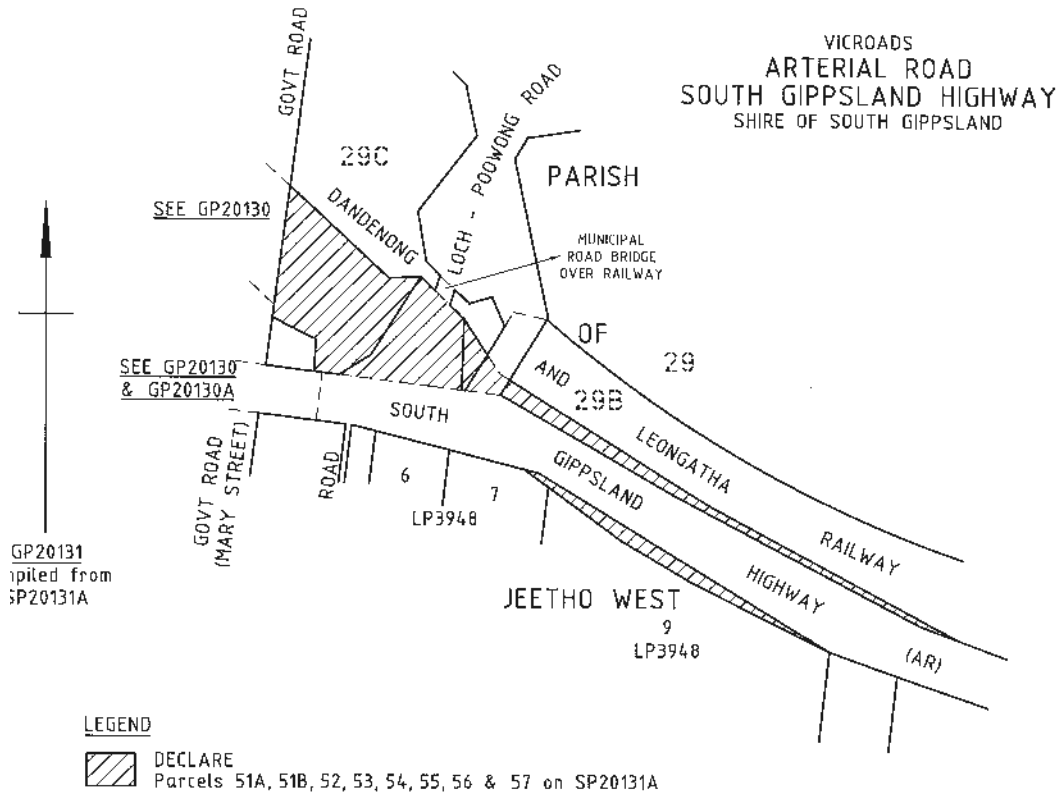 VICROADS
ARTERIAL ROAD
SOUTH GIPPSLAND HIGHWAY
SHIRE OF SOUTH GIPPSLAND
GOVT ROAD
29C
LOCH - POOWONG ROAD
PARISH
SEE GP20130
DANDENONG
MUNICIPAL
ROAD BRIDGE
OVER RAILWAY
OF
29
SEE GP20130
& GP20130A
AND
29B
SOUTH
LEONGATHA
GOVT ROAD
(MARY STREET)
ROAD
6
7
LP3948
GIPPSLAND
RAILWAY
GP20131
npiled from
SP20131A
JEETHO WEST
HIGHWAY
9
LP3948
(AR)
LEGEND
DECLARE
Parcels 51A, 51B, 52, 53, 54, 55, 56 & 57 on SP20131A